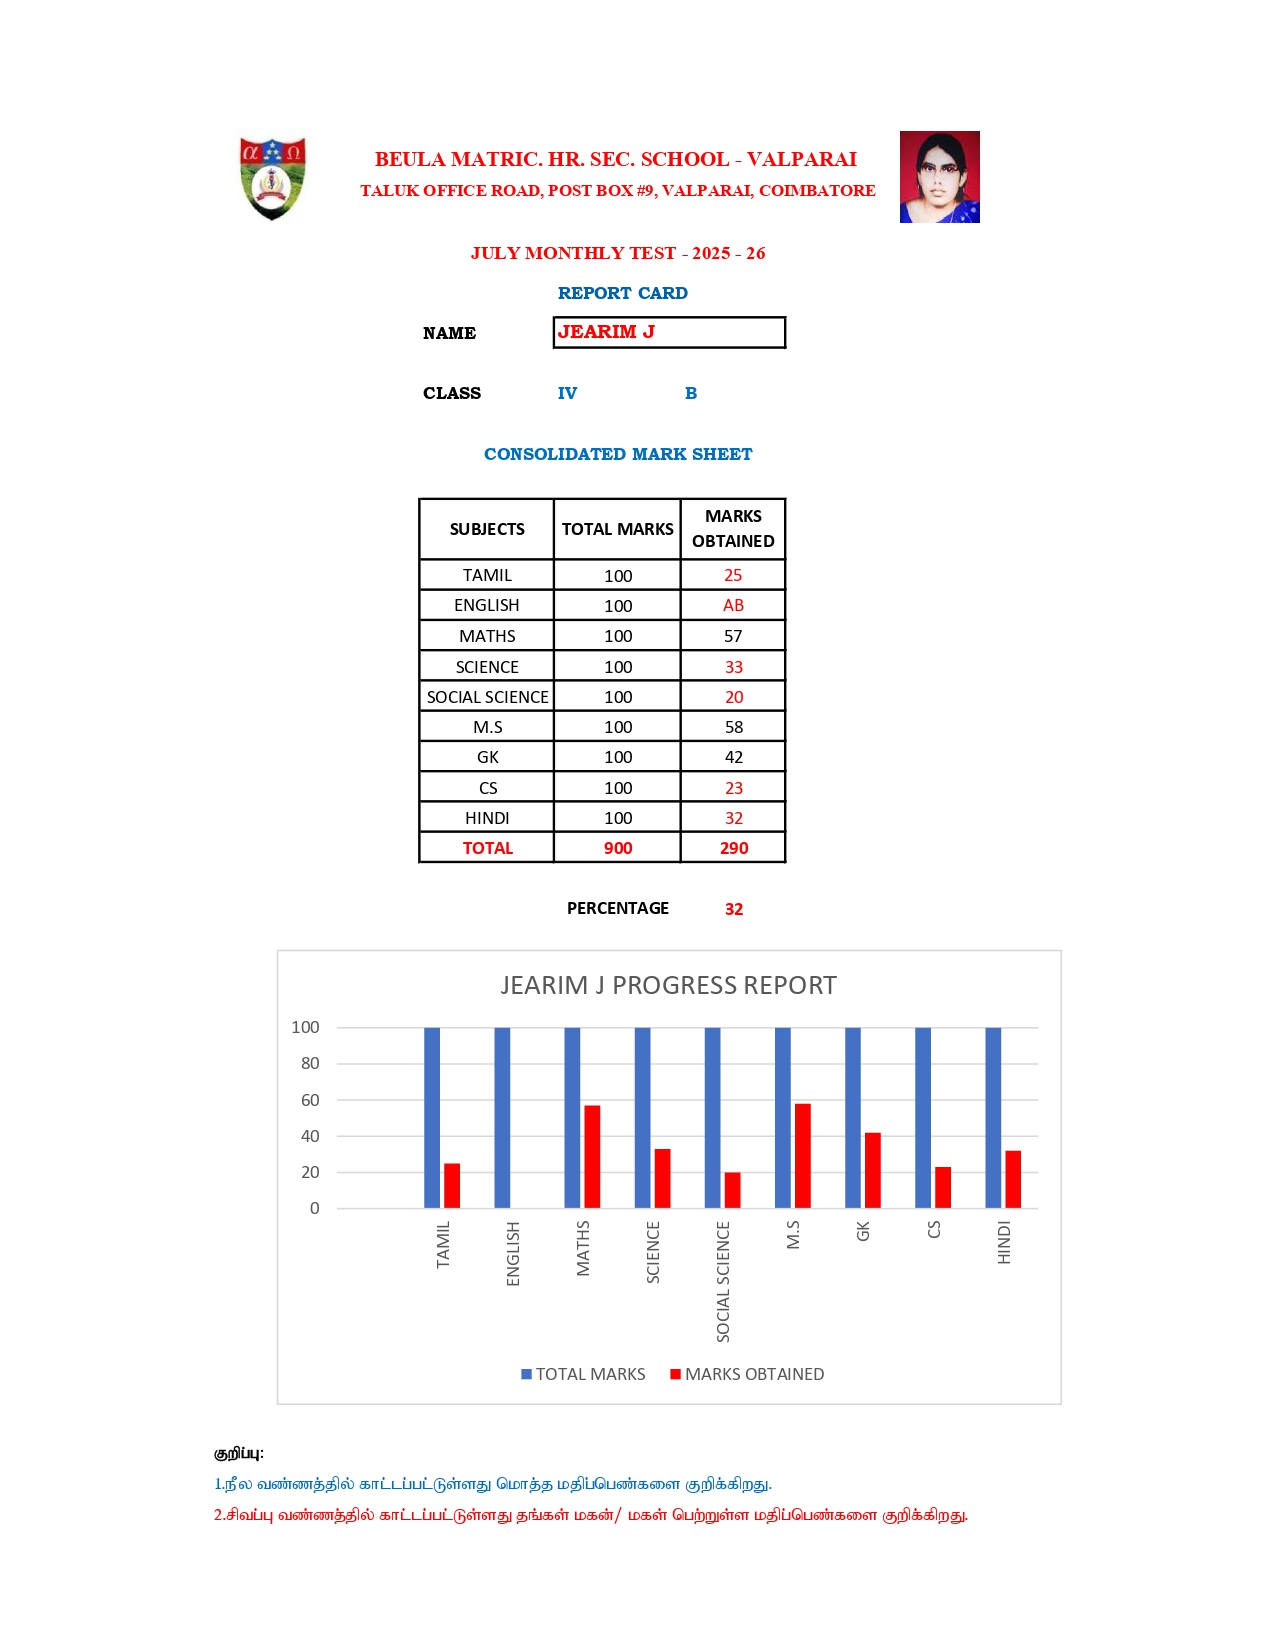 α Ω
BEULA MATRIC. HR. SEC. SCHOOL - VALPARAI
TALUK OFFICE ROAD, POST BOX #9, VALPARAI, COIMBATORE
JULY MONTHLY TEST - 2025 - 26
REPORT CARD
NAME JEARIM J
CLASS IV B
CONSOLIDATED MARK SHEET
SUBJECTS TOTAL MARKS MARKS OBTAINED
TAMIL 100 25
ENGLISH 100 AB
MATHS 100 57
SCIENCE 100 33
SOCIAL SCIENCE 100 20
M.S 100 58
GK 100 42
CS 100 23
HINDI 100 32
TOTAL 900 290
PERCENTAGE 32
JEARIM J PROGRESS REPORT
100
80
60
40
20
0
TAMIL ENGLISH MATHS SCIENCE SOCIAL SCIENCE M.S GK CS HINDI
TOTAL MARKS MARKS OBTAINED
குறிப்பு:
1.நீல வண்ணத்தில் காட்டப்பட்டுள்ளது மொத்த மதிப்பெண்களை குறிக்கிறது.
2.சிவப்பு வண்ணத்தில் காட்டப்பட்டுள்ளது தங்கள் மகன்/ மகள் பெற்றுள்ள மதிப்பெண்களை குறிக்கிறது.